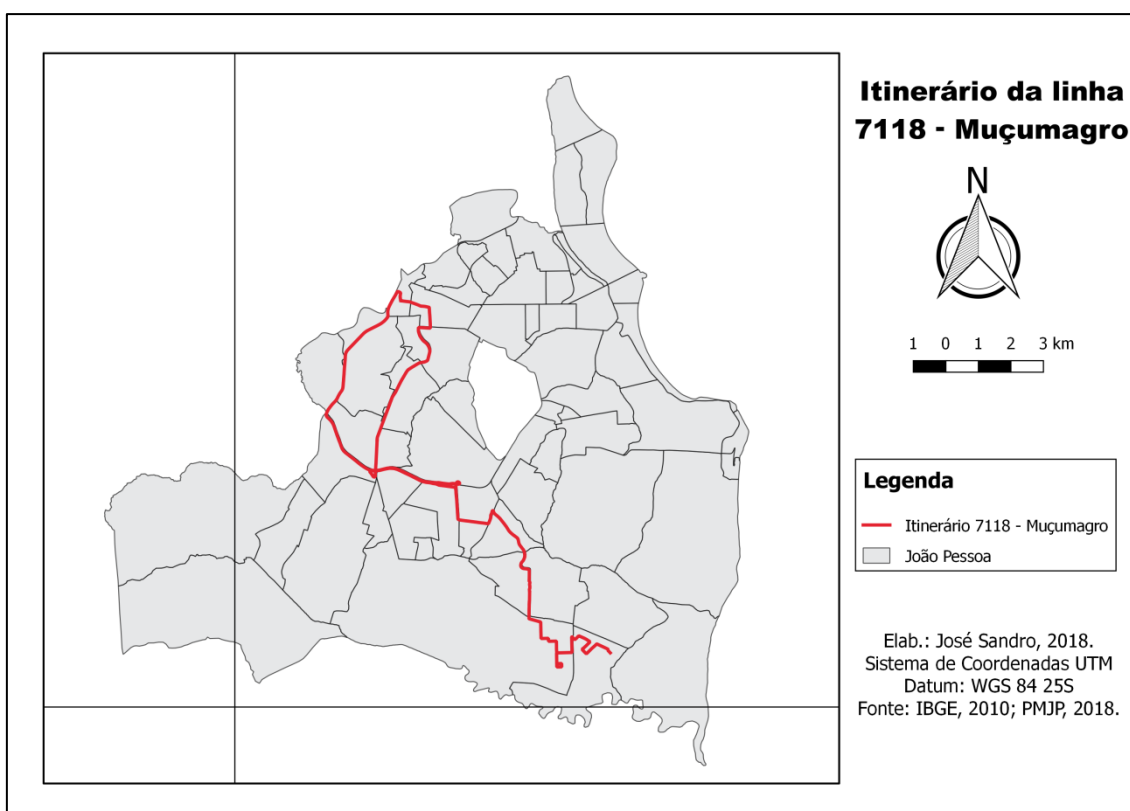 Itinerário da linha
7118 - Muçumagro
N
1 0 1 2 3 km
Legenda
Itinerário 7118 - Muçumagro
João Pessoa
Elab.: José Sandro, 2018.
Sistema de Coordenadas UTM
Datum: WGS 84 25S
Fonte: IBGE, 2010; PMJP, 2018.